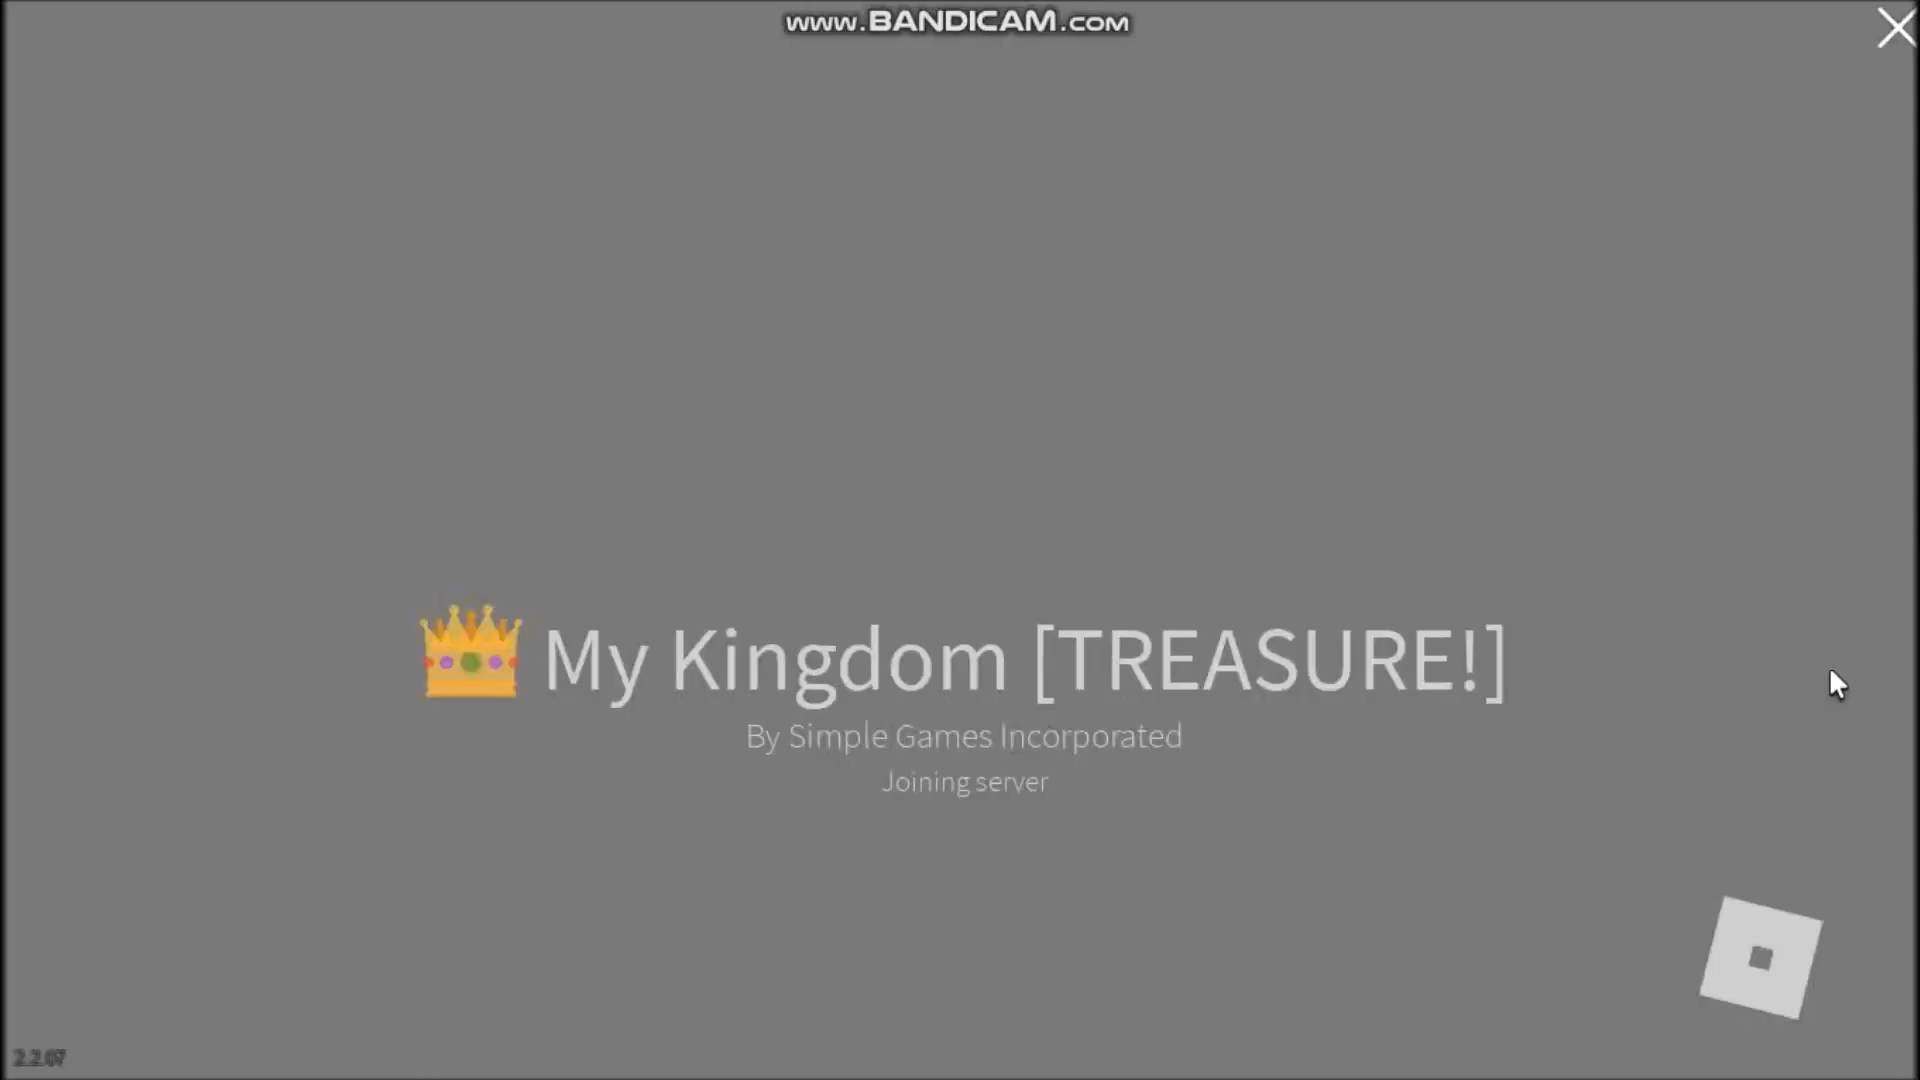 www.BANDICAM.com
My Kingdom [TREASURE!]
By Simple Games Incorporated
Joining server
2.2.07